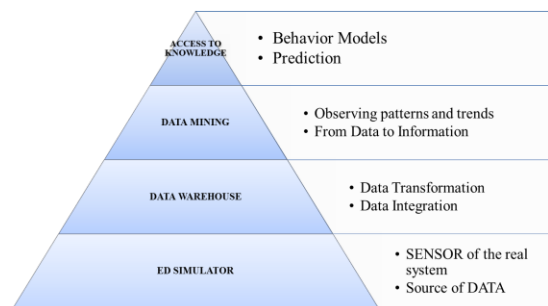 ACCESS TO
KNOWLEDGE
• Behavior Models
• Prediction
DATA MINING
• Observing patterns and trends
• From Data to Information
DATA WAREHOUSE
• Data Transformation
• Data Integration
ED SIMULATOR
• SENSOR of the real
system
• Source of DATA